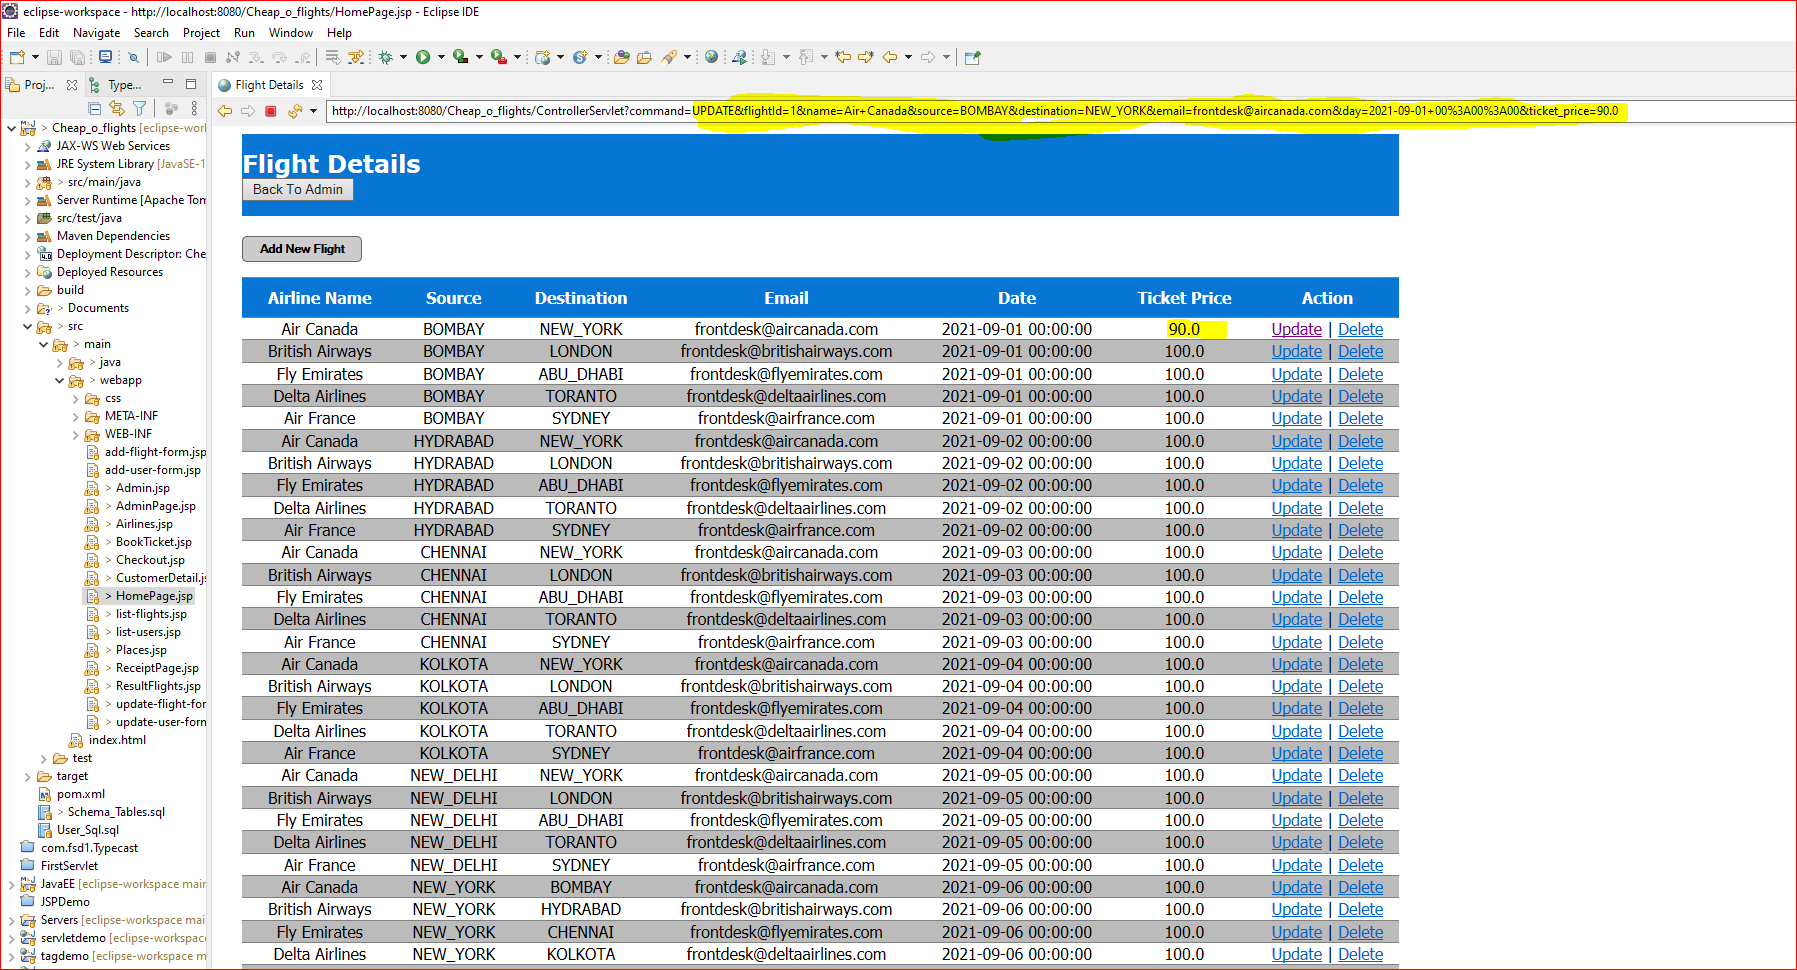 eclipse-workspace - http://localhost:8080/Cheap_o_flights/HomePage.jsp - Eclipse IDE
File Edit Navigate Search Project Run Window Help
Proj... Type...
Flight Details
http://localhost:8080/Cheap_o_flights/ControllerServlet?command=UPDATE&flightId=1&name=Air+Canada&source=BOMBAY&destination=NEW_YORK&email=frontdesk@aircanada.com&day=2021-09-01+00%3A00%3A00&ticket_price=90.0
> Cheap_o_flights [eclipse-worl
JAX-WS Web Services
JRE System Library [JavaSE-1
> src/main/java
Server Runtime [Apache Tom
> src/test/java
Maven Dependencies
Deployment Descriptor: Che
Deployed Resources
build
> Documents
> src
> main
> java
> webapp
css
META-INF
WEB-INF
add-flight-form.jsp
add-user-form.jsp
> Admin.jsp
> AdminPage.jsp
> Airlines.jsp
> BookTicket.jsp
> Checkout.jsp
> CustomerDetail.js
> HomePage.jsp
> list-flights.jsp
> list-users.jsp
> Places.jsp
> ReceiptPage.jsp
> ResultFlights.jsp
> update-flight-for
> update-user-form
index.html
test
target
pom.xml
> Schema_Tables.sql
User_Sql.sql
com.fsd1.Typecast
FirstServlet
JavaEE [eclipse-workspace mair
JSPDemo
Servers [eclipse-workspace mai
servletdemo [eclipse-workspace
tagdemo [eclipse-workspace m
Flight Details
Back To Admin
Add New Flight
Airline Name Source Destination Email Date Ticket Price Action
Air Canada BOMBAY NEW_YORK frontdesk@aircanada.com 2021-09-01 00:00:00 90.0 Update | Delete
British Airways BOMBAY LONDON frontdesk@britishairways.com 2021-09-01 00:00:00 100.0 Update | Delete
Fly Emirates BOMBAY ABU_DHABI frontdesk@flyemirates.com 2021-09-01 00:00:00 100.0 Update | Delete
Delta Airlines BOMBAY TORANTO frontdesk@deltaairlines.com 2021-09-01 00:00:00 100.0 Update | Delete
Air France BOMBAY SYDNEY frontdesk@airfrance.com 2021-09-01 00:00:00 100.0 Update | Delete
Air Canada HYDRABAD NEW_YORK frontdesk@aircanada.com 2021-09-02 00:00:00 100.0 Update | Delete
British Airways HYDRABAD LONDON frontdesk@britishairways.com 2021-09-02 00:00:00 100.0 Update | Delete
Fly Emirates HYDRABAD ABU_DHABI frontdesk@flyemirates.com 2021-09-02 00:00:00 100.0 Update | Delete
Delta Airlines HYDRABAD TORANTO frontdesk@deltaairlines.com 2021-09-02 00:00:00 100.0 Update | Delete
Air France HYDRABAD SYDNEY frontdesk@airfrance.com 2021-09-02 00:00:00 100.0 Update | Delete
Air Canada CHENNAI NEW_YORK frontdesk@aircanada.com 2021-09-03 00:00:00 100.0 Update | Delete
British Airways CHENNAI LONDON frontdesk@britishairways.com 2021-09-03 00:00:00 100.0 Update | Delete
Fly Emirates CHENNAI ABU_DHABI frontdesk@flyemirates.com 2021-09-03 00:00:00 100.0 Update | Delete
Delta Airlines CHENNAI TORANTO frontdesk@deltaairlines.com 2021-09-03 00:00:00 100.0 Update | Delete
Air France CHENNAI SYDNEY frontdesk@airfrance.com 2021-09-03 00:00:00 100.0 Update | Delete
Air Canada KOLKOTA NEW_YORK frontdesk@aircanada.com 2021-09-04 00:00:00 100.0 Update | Delete
British Airways KOLKOTA LONDON frontdesk@britishairways.com 2021-09-04 00:00:00 100.0 Update | Delete
Fly Emirates KOLKOTA ABU_DHABI frontdesk@flyemirates.com 2021-09-04 00:00:00 100.0 Update | Delete
Delta Airlines KOLKOTA TORANTO frontdesk@deltaairlines.com 2021-09-04 00:00:00 100.0 Update | Delete
Air France KOLKOTA SYDNEY frontdesk@airfrance.com 2021-09-04 00:00:00 100.0 Update | Delete
Air Canada NEW_DELHI NEW_YORK frontdesk@aircanada.com 2021-09-05 00:00:00 100.0 Update | Delete
British Airways NEW_DELHI LONDON frontdesk@britishairways.com 2021-09-05 00:00:00 100.0 Update | Delete
Fly Emirates NEW_DELHI ABU_DHABI frontdesk@flyemirates.com 2021-09-05 00:00:00 100.0 Update | Delete
Delta Airlines NEW_DELHI TORANTO frontdesk@deltaairlines.com 2021-09-05 00:00:00 100.0 Update | Delete
Air France NEW_DELHI SYDNEY frontdesk@airfrance.com 2021-09-05 00:00:00 100.0 Update | Delete
Air Canada NEW_YORK BOMBAY frontdesk@aircanada.com 2021-09-06 00:00:00 100.0 Update | Delete
British Airways NEW_YORK HYDRABAD frontdesk@britishairways.com 2021-09-06 00:00:00 100.0 Update | Delete
Fly Emirates NEW_YORK CHENNAI frontdesk@flyemirates.com 2021-09-06 00:00:00 100.0 Update | Delete
Delta Airlines NEW_YORK KOLKOTA frontdesk@deltaairlines.com 2021-09-06 00:00:00 100.0 Update | Delete